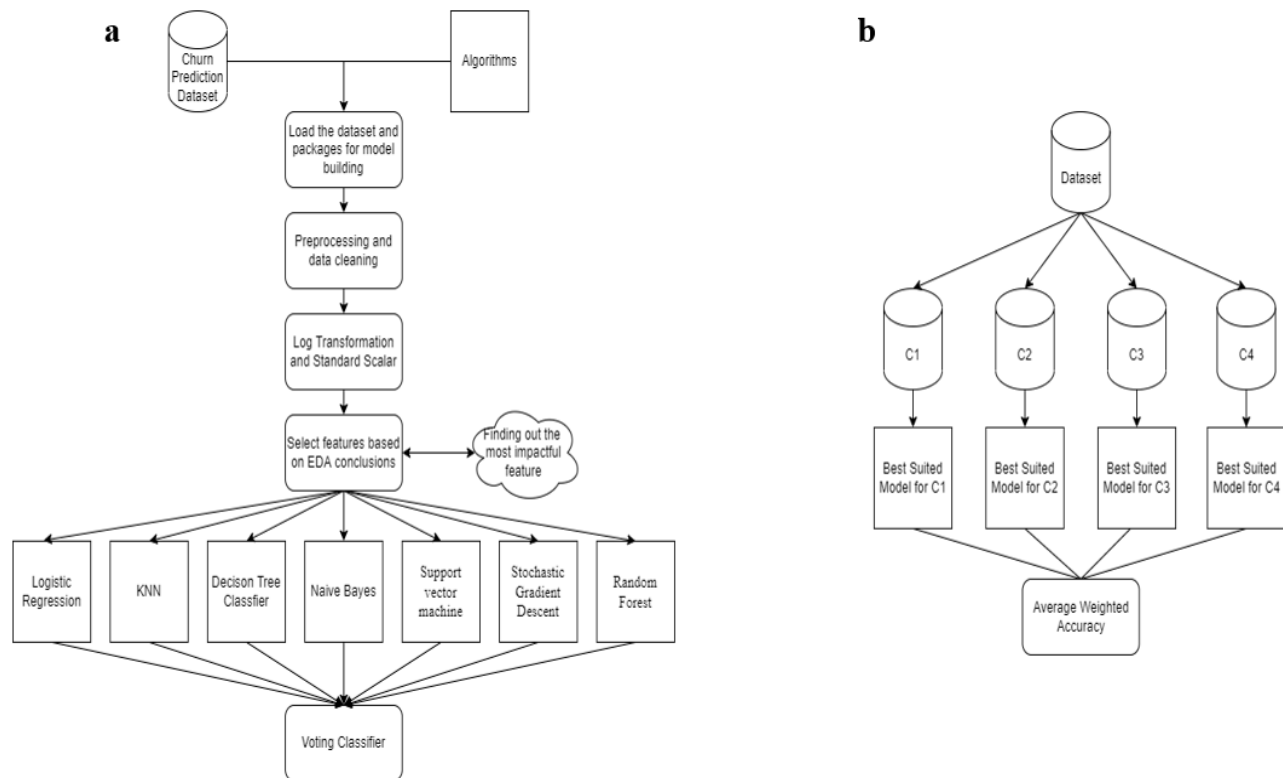 a
Churn
Prediction
Dataset
Algorithms
Load the dataset and
packages for model
building
Preprocessing and
data cleaning
Log Transformation
and Standard Scalar
Select features based
on EDA conclusions
Finding out the
most impactful
feature
Logistic
Regression
KNN
Decison Tree
Classfier
Naive Bayes
Support
vector
machine
Stochastic
Gradient
Descent
Random
Forest
Voting Classifier
b
Dataset
C1
C2
C3
C4
Best Suited
Model for C1
Best Suited
Model for C2
Best Suited
Model for C3
Best Suited
Model for C4
Average Weighted
Accuracy